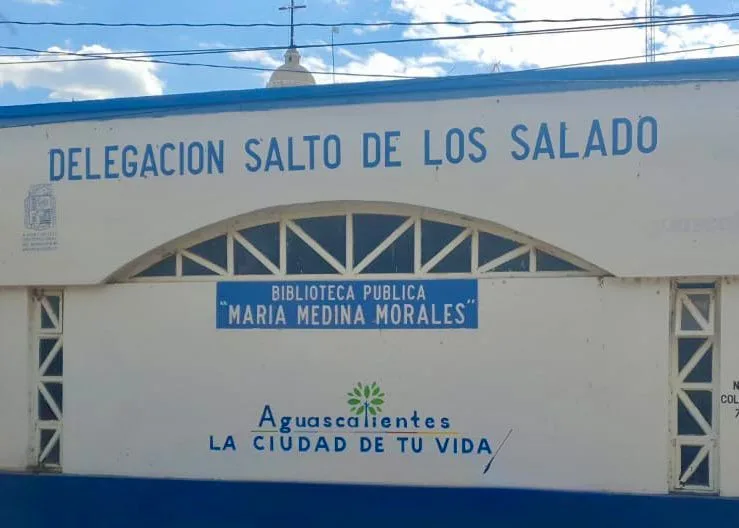 DELEGACION SALTO DE LOS SALADO
BIBLIOTECA PUBLICA
"MARIA MEDINA MORALES"
Aguascalientes
LA CIUDAD DE TU VIDA